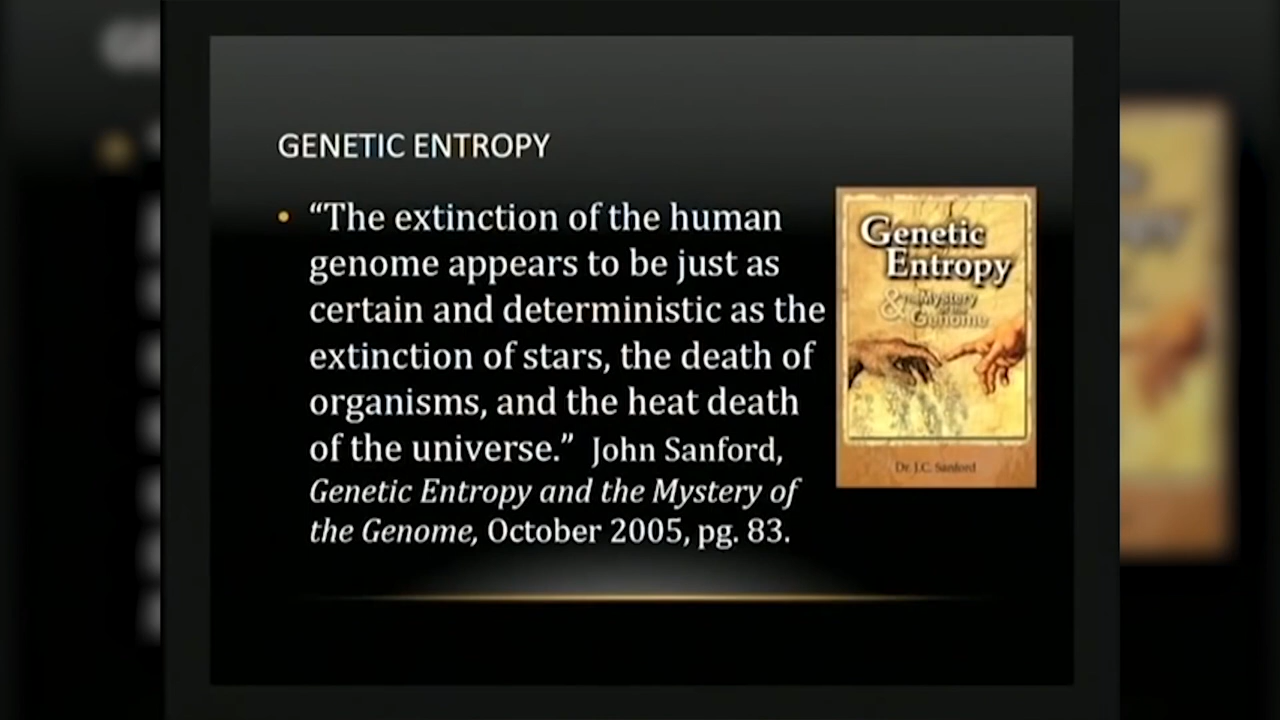 GENETIC ENTROPY
• “The extinction of the human
genome appears to be just as
certain and deterministic as the
extinction of stars, the death of
organisms, and the heat death
of the universe.” John Sanford,
Genetic Entropy and the Mystery of
the Genome, October 2005, pg. 83.
Genetic
Entropy
& the Mystery
of the
Genome
Dr. J.C. Sanford